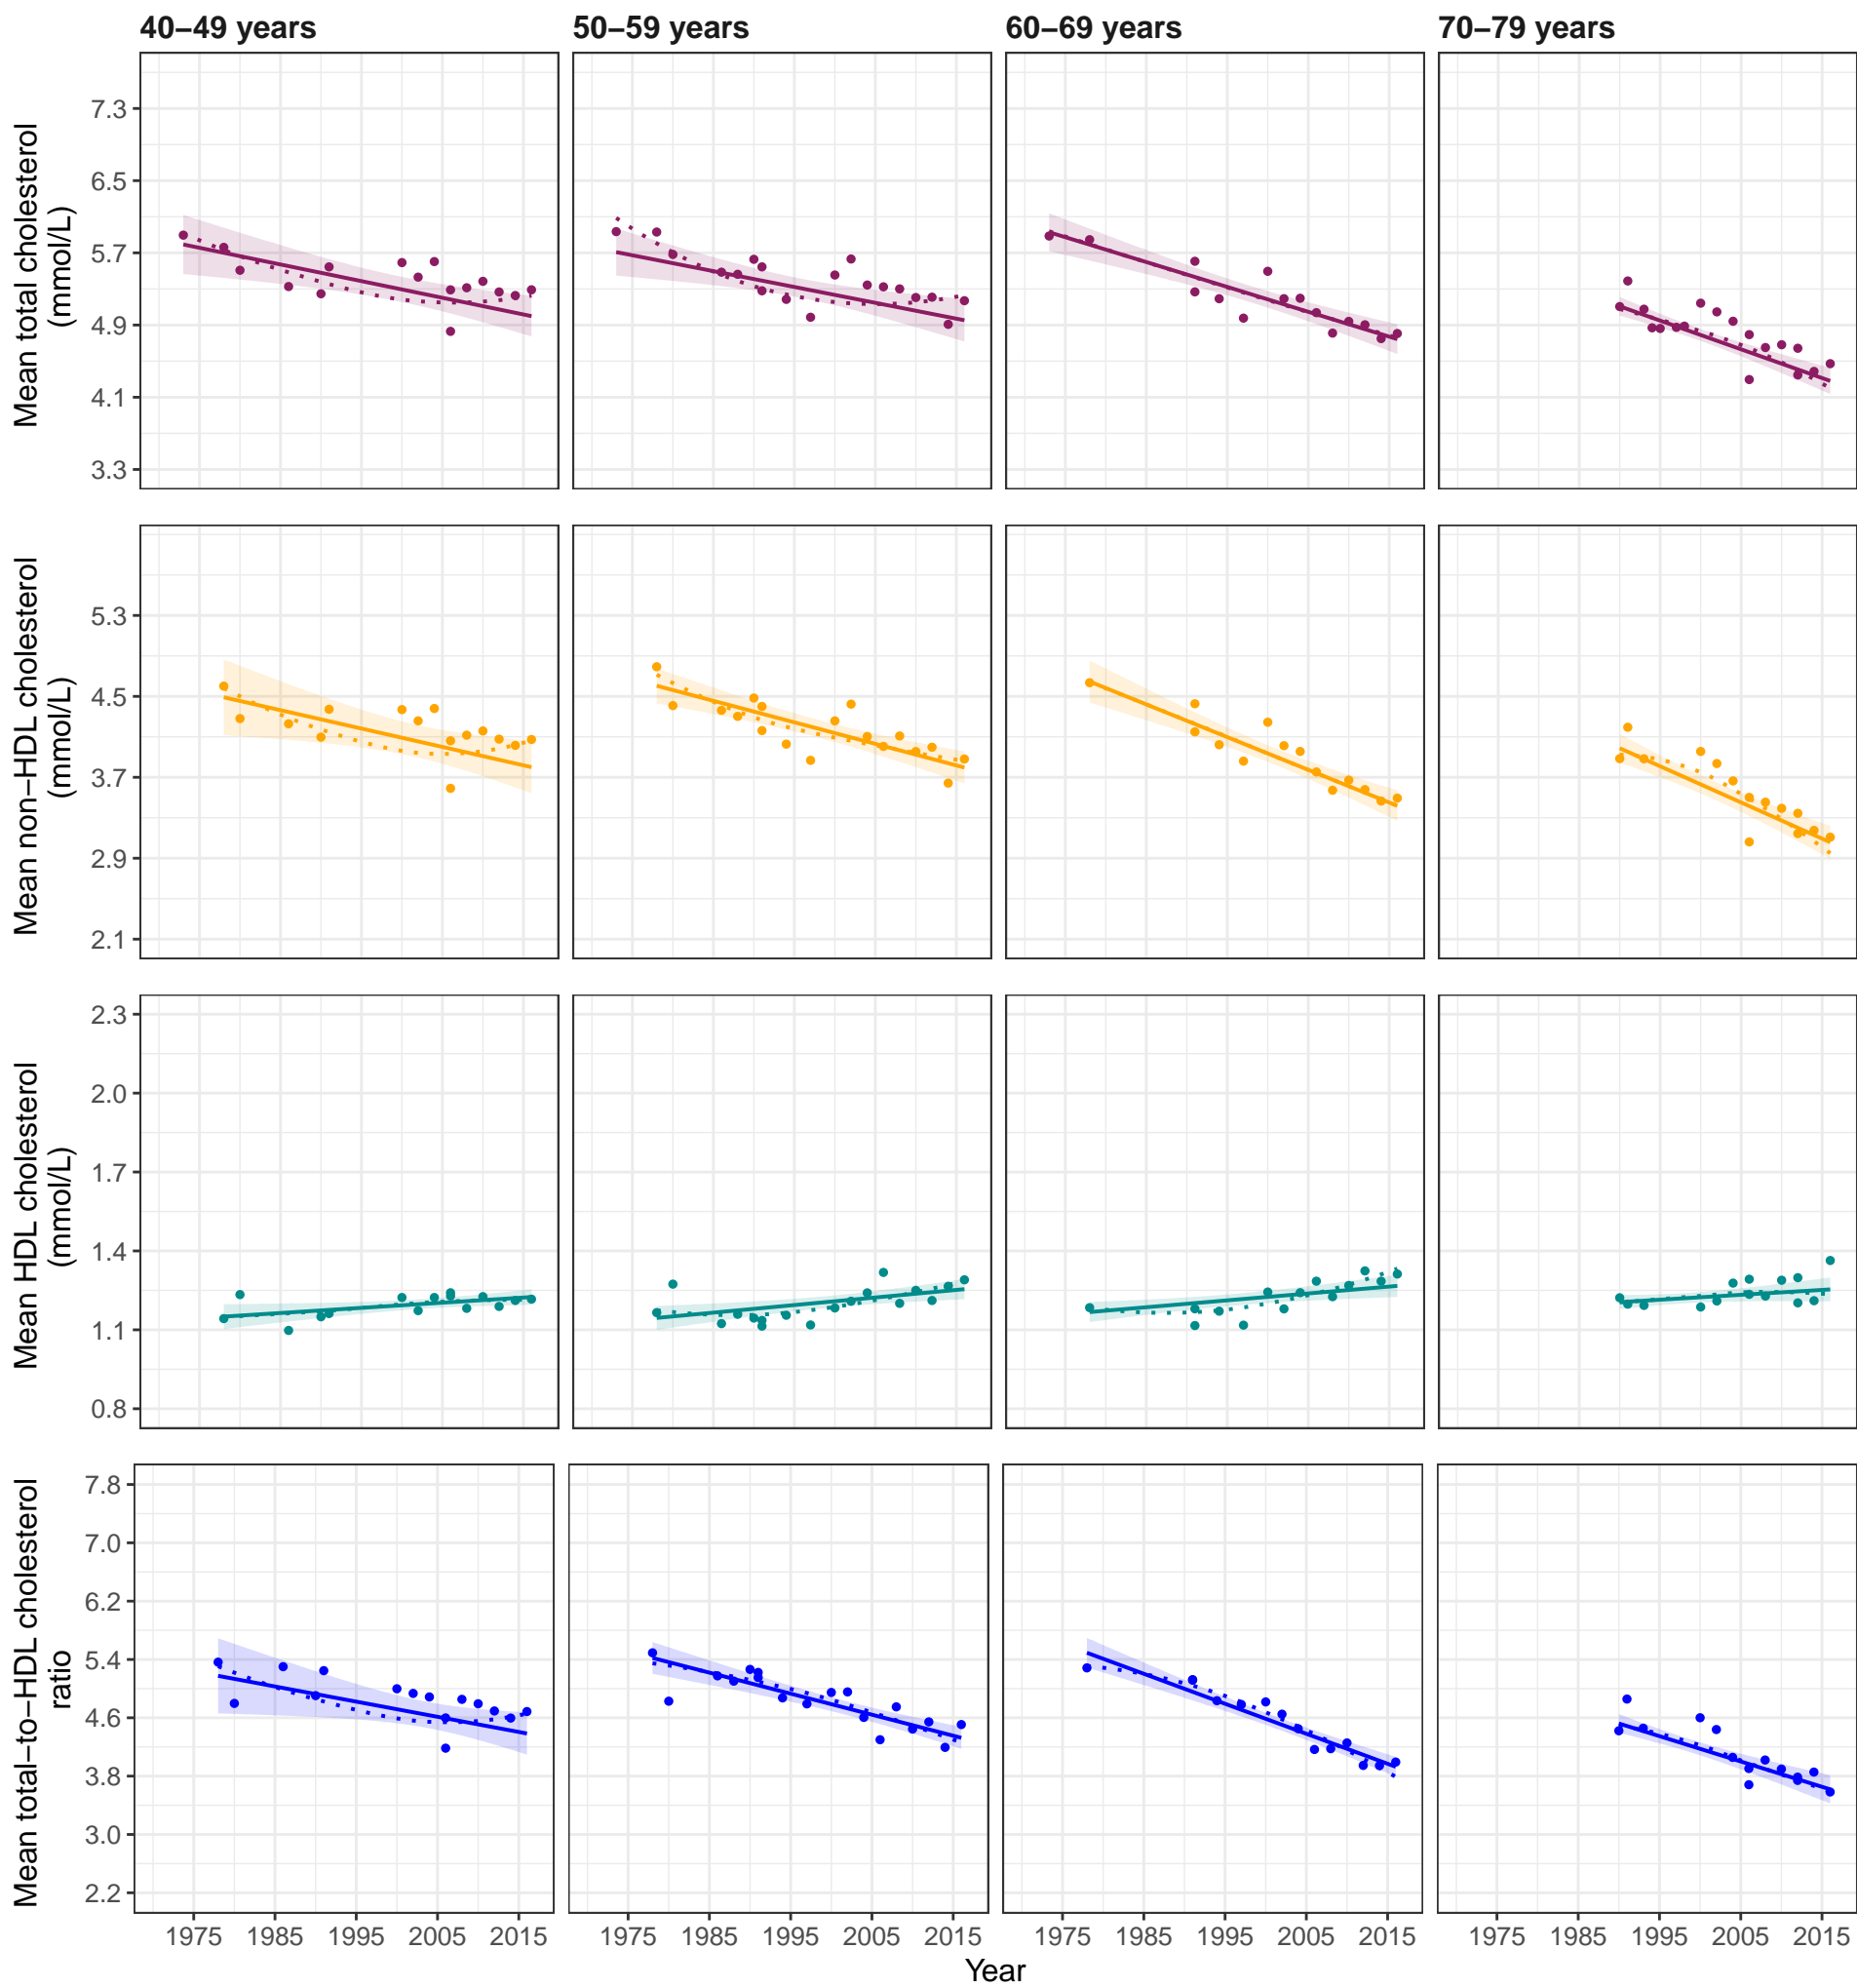 40–49 years
50–59 years
60–69 years
70–79 years
Mean total cholesterol
(mmol/L)
7.3
6.5
5.7
4.9
4.1
3.3
Mean non−HDL cholesterol
(mmol/L)
5.3
4.5
3.7
2.9
2.1
Mean HDL cholesterol
(mmol/L)
2.3
2.0
1.7
1.4
1.1
0.8
Mean total−to−HDL cholesterol
ratio
7.8
7.0
6.2
5.4
4.6
3.8
3.0
2.2
1975 1985 1995 2005 2015
1975 1985 1995 2005 2015
1975 1985 1995 2005 2015
1975 1985 1995 2005 2015
Year